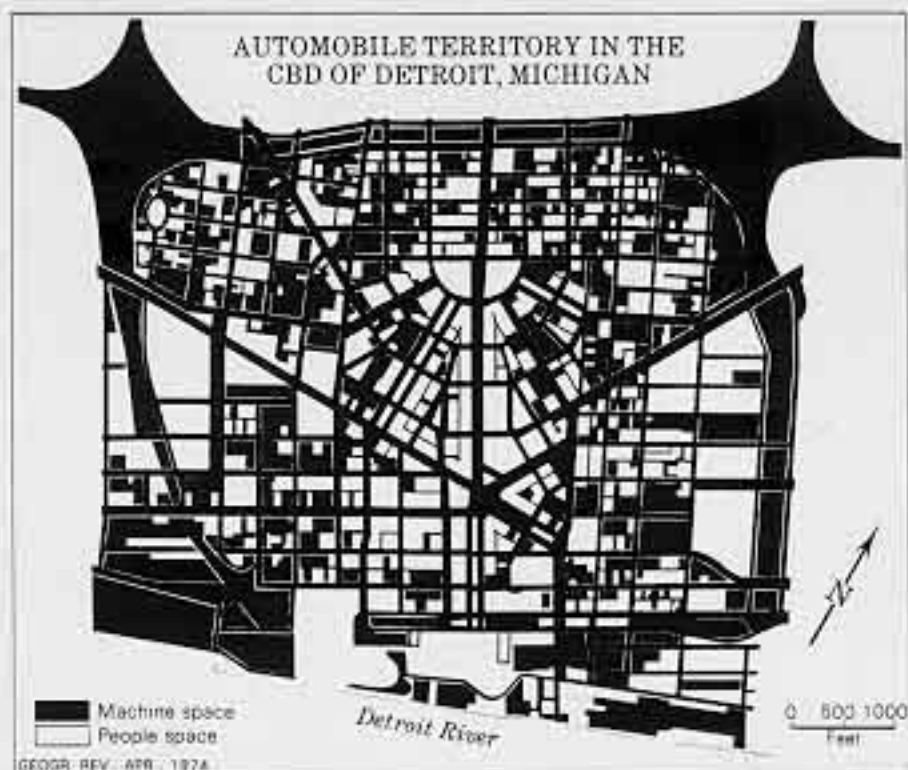 AUTOMOBILE TERRITORY IN THE
CBD OF DETROIT, MICHIGAN
N
Machine space
People space
Detroit River
0 500 1000
Feet
GEOGR. REV., APR., 1974